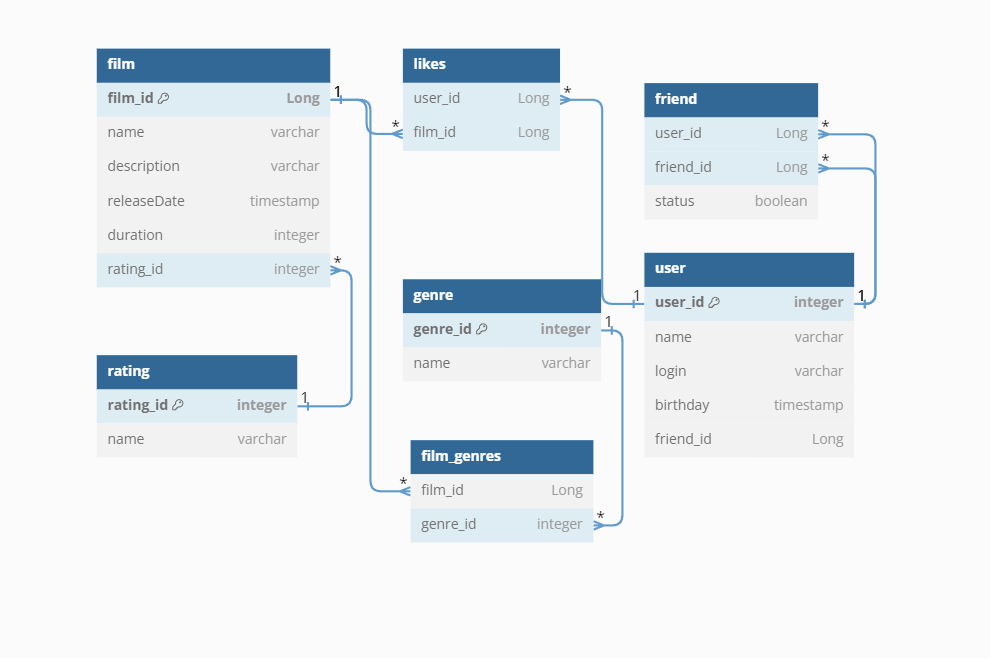 film
film_id Long
name varchar
description varchar
releaseDate timestamp
duration integer
rating_id integer
1
*
rating
rating_id integer
name varchar
1
likes
user_id Long
film_id Long
*
*
genre
genre_id integer
name varchar
1
film_genres
film_id Long
genre_id integer
*
*
friend
user_id Long
friend_id Long
status boolean
*
*
user
user_id integer
name varchar
login varchar
birthday timestamp
friend_id Long
1
1